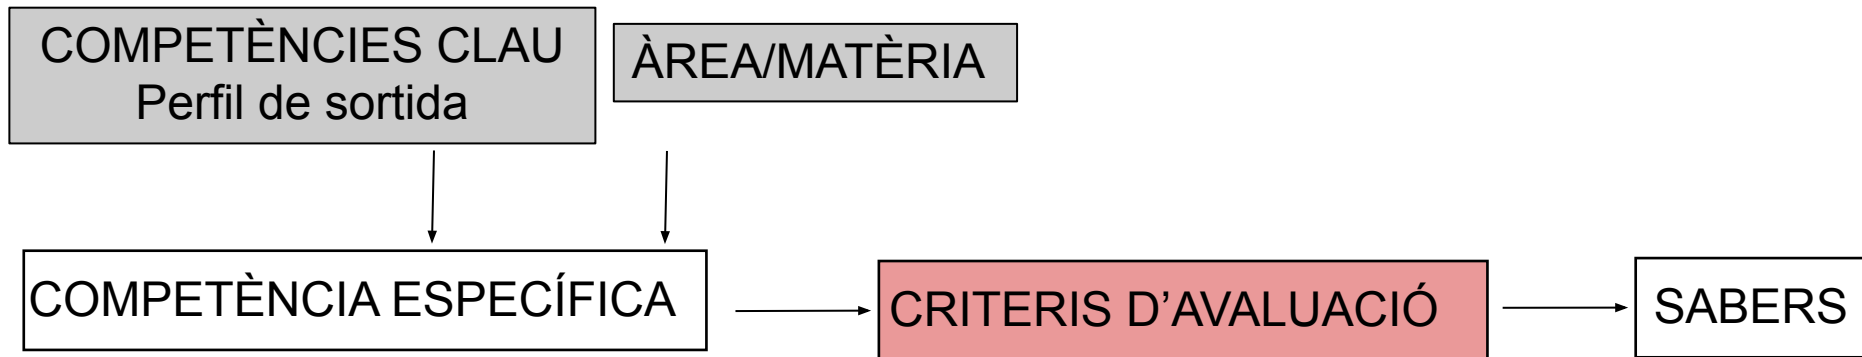 COMPETÈNCIES CLAU
Perfil de sortida
ÀREA/MATÈRIA
COMPETÈNCIA ESPECÍFICA
CRITERIS D’AVALUACIÓ
SABERS